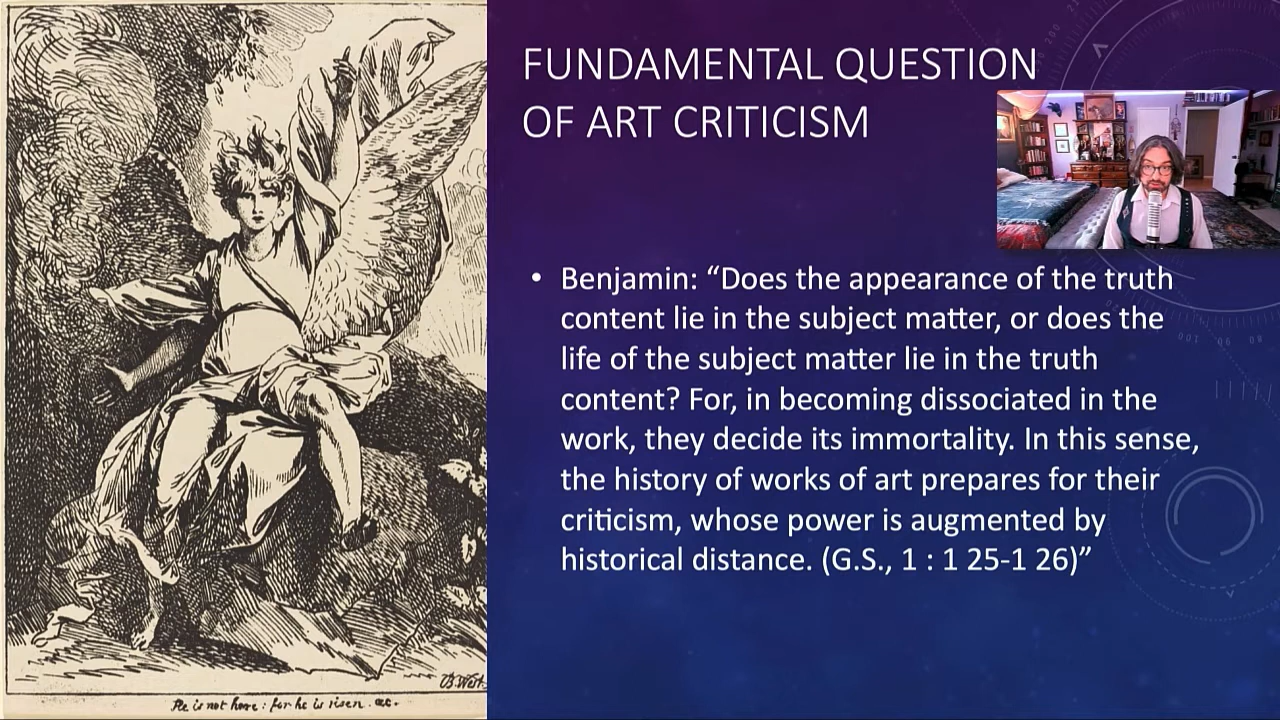 FUNDAMENTAL QUESTION
OF ART CRITICISM
• Benjamin: “Does the appearance of the truth
content lie in the subject matter, or does the
life of the subject matter lie in the truth
content? For, in becoming dissociated in the
work, they decide its immortality. In this sense,
the history of works of art prepares for their
criticism, whose power is augmented by
historical distance. (G.S., 1 : 1 25-1 26)”
B. West
He is not here: for he is risen. &c.